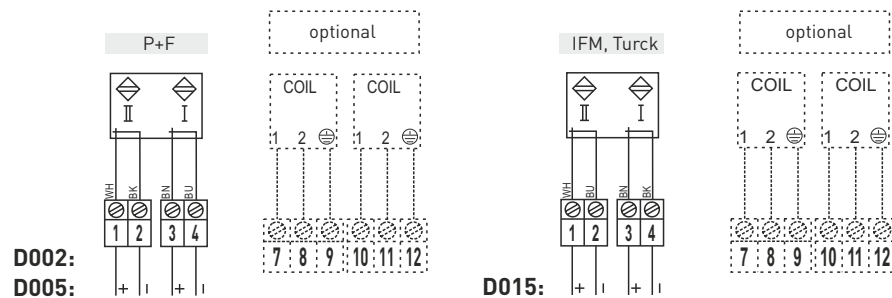 P+F
optional
IFM, Turck
optional
II I
COIL COIL
II I
COIL COIL
1 2 1 2
1 2 1 2
WH BK BN BU
WH BU BN BK
1 2 3 4
7 8 9 10 11 12
1 2 3 4
7 8 9 10 11 12
D002:
D005: + – + –
D015: + – + –